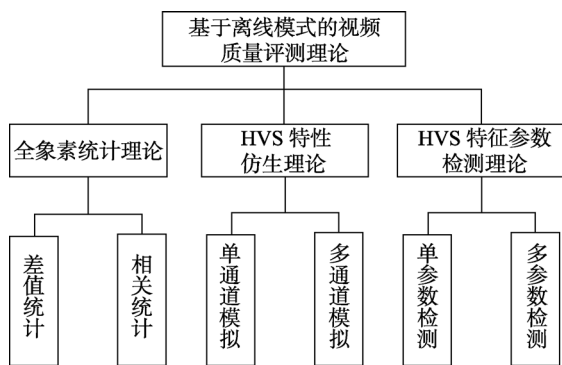 基于离线模式的视频
质量评测理论
全象素统计理论
HVS 特性
仿生理论
HVS 特征参数
检测理论
差值统计
相关统计
单通道模拟
多通道模拟
单参数检测
多参数检测